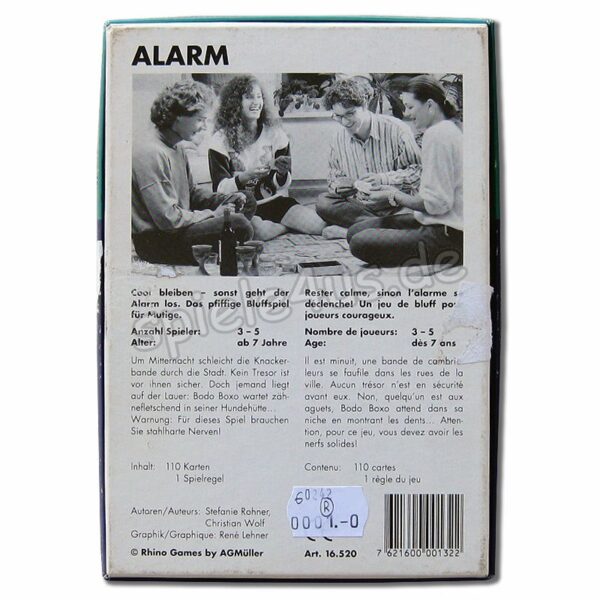 ALARM
spiele4us.de
Cool bleiben – sonst geht der
Alarm los. Das pfiffige Bluffspiel
für Mutige.
Anzahl Spieler: 3 – 5
Alter: ab 7 Jahre
Um Mitternacht schleicht die Knacker-
bande durch die Stadt. Kein Tresor ist
vor ihnen sicher. Doch jemand liegt
auf der Lauer: Bodo Boxo wartet zäh-
nefletschend in seiner Hundehütte...
Warnung: Für dieses Spiel brauchen
Sie stahlharte Nerven!
Inhalt: 110 Karten
1 Spielregel
Rester calme, sinon l'alarme s
déclenche! Un jeu de bluff pou
joueurs courageux.
Nombre de joueurs: 3 – 5
Age: dès 7 ans
Il est minuit, une bande de cambrio
leurs se faufile dans les rues de la
ville. Aucun trésor n'est en sécurité
avant eux. Non, quelqu'un est aux
aguets, Bodo Boxo attend dans sa
niche en montrant les dents... Atten-
tion, pour ce jeu, vous devez avoir les
nerfs solides!
Contenu: 110 cartes
1 règle du jeu
Autoren/Auteurs: Stefanie Rohner,
Christian Wolf
Graphik/Graphique: René Lehner
© Rhino Games by AGMüller
Art. 16.520
R
0001.-0
7 621600 001322